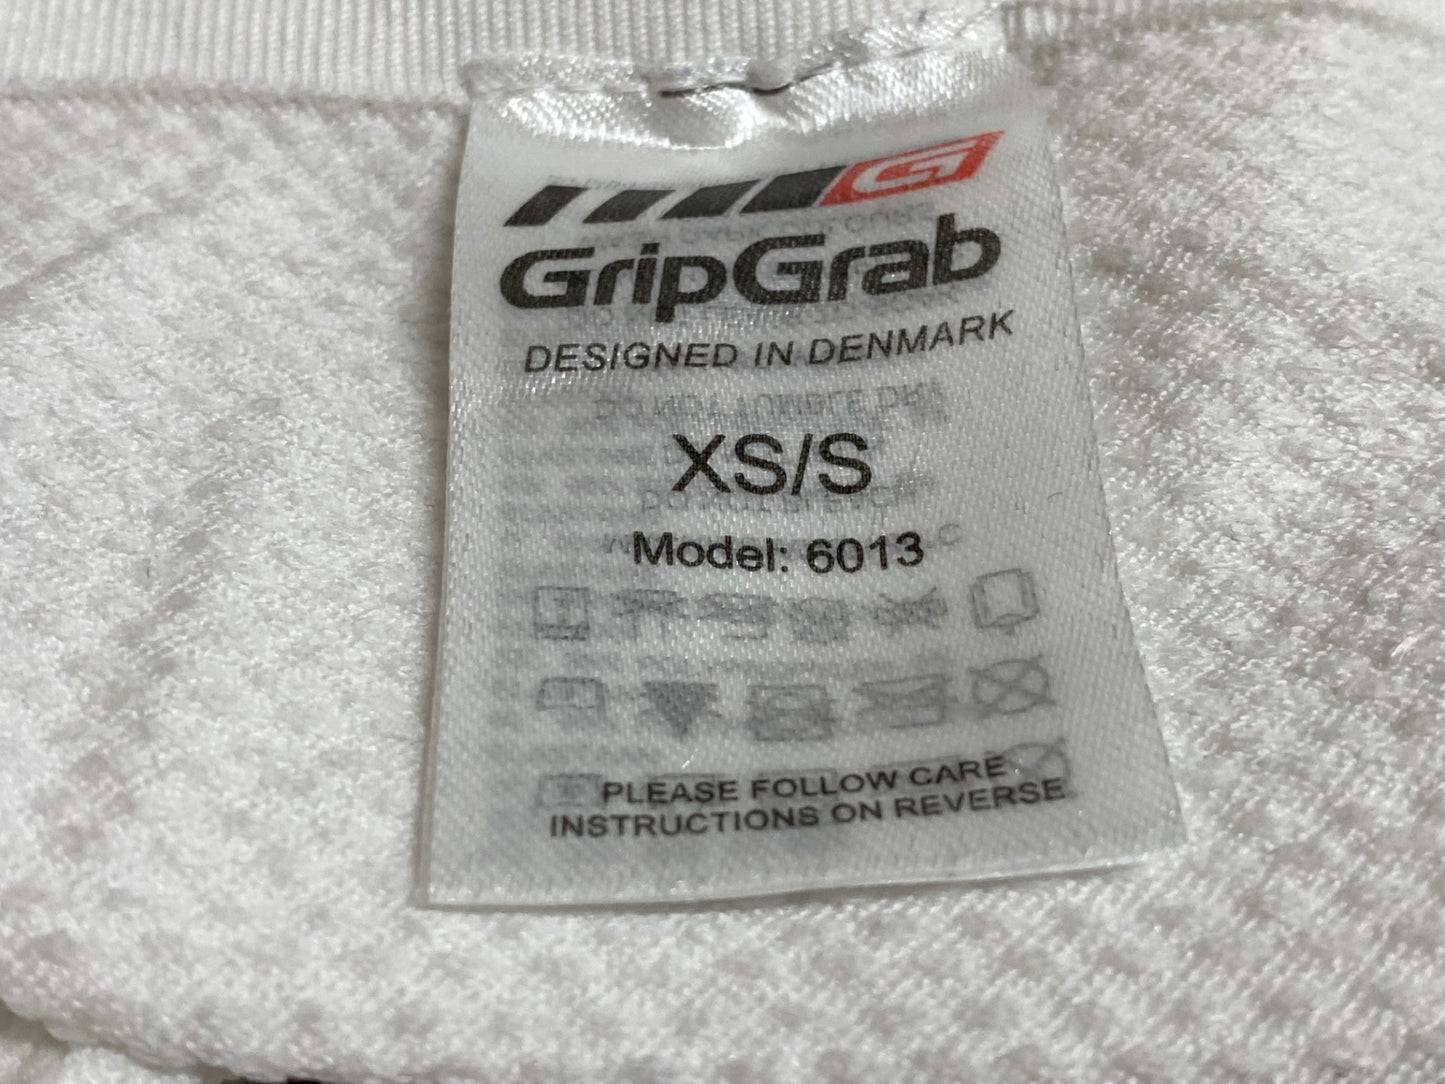 GripGrab
DESIGNED IN DENMARK
XS/S
Model: 6013
PLEASE FOLLOW CARE
INSTRUCTIONS ON REVERSE